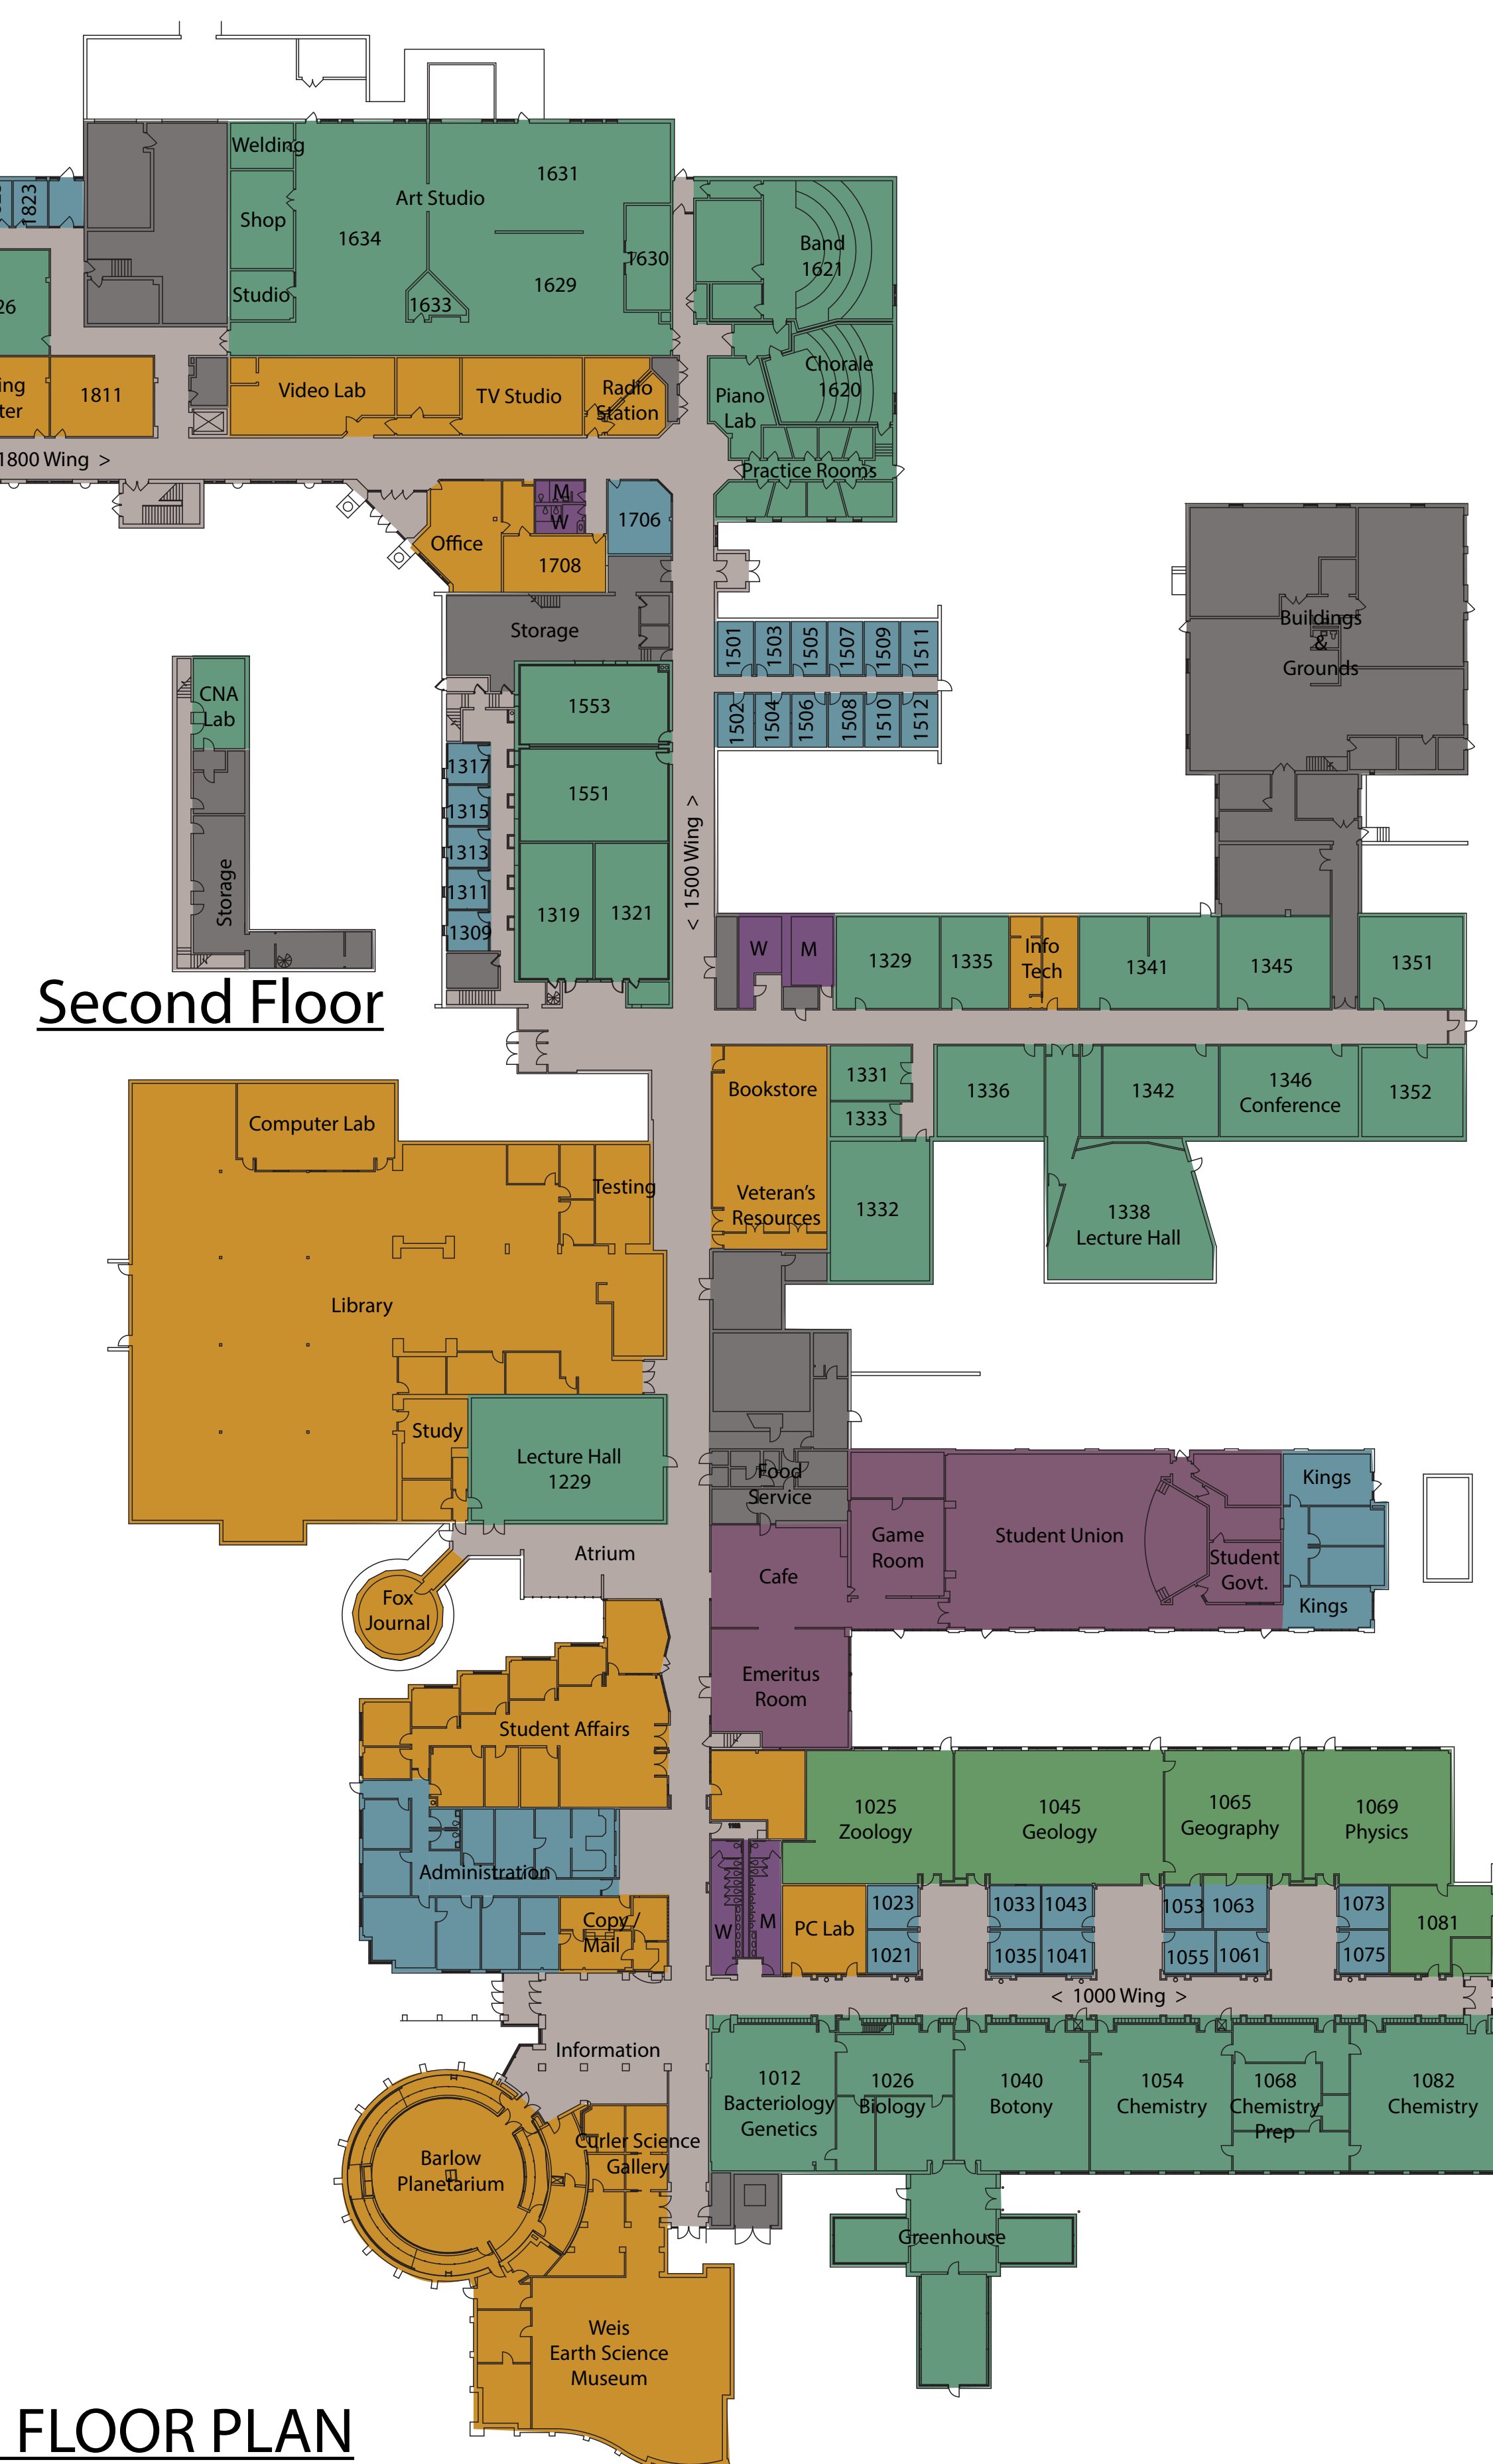 Welding
1631
Art Studio
1823
Shop
1634
Band
1621
1630
Studio
1629
1633
26
Chorale
1620
ing
ter
1811
Video Lab
TV Studio
Radio
Station
Piano
Lab
1800 Wing >
Practice Rooms
M
W
1706
Office
1708
Storage
Buildings
&
Grounds
1501
1503
1505
1507
1509
1511
1502
1504
1506
1508
1510
1512
CNA
Lab
1553
1317
1551
1315
1313
1311
1309
< 1500 Wing >
Storage
1319
1321
W
M
1329
1335
Info
Tech
1341
1345
1351
Second Floor
Bookstore
1331
1333
1336
1342
1346
Conference
1352
Computer Lab
Testing
Veteran's
Resources
1332
1338
Lecture Hall
Library
Study
Lecture Hall
1229
Food
Service
Kings
Game
Room
Student Union
Student
Govt.
Kings
Atrium
Cafe
Fox
Journal
Emeritus
Room
Student Affairs
1025
Zoology
1045
Geology
1065
Geography
1069
Physics
Administration
Copy /
Mail
W
M
PC Lab
1023
1021
1033
1043
1035
1041
1053
1063
1055
1061
1073
1075
1081
< 1000 Wing >
Information
1012
Bacteriology
Genetics
1026
Biology
1040
Botony
1054
Chemistry
1068
Chemistry
Prep
1082
Chemistry
Curler Science
Gallery
Barlow
Planetarium
Greenhouse
Weis
Earth Science
Museum
FLOOR PLAN